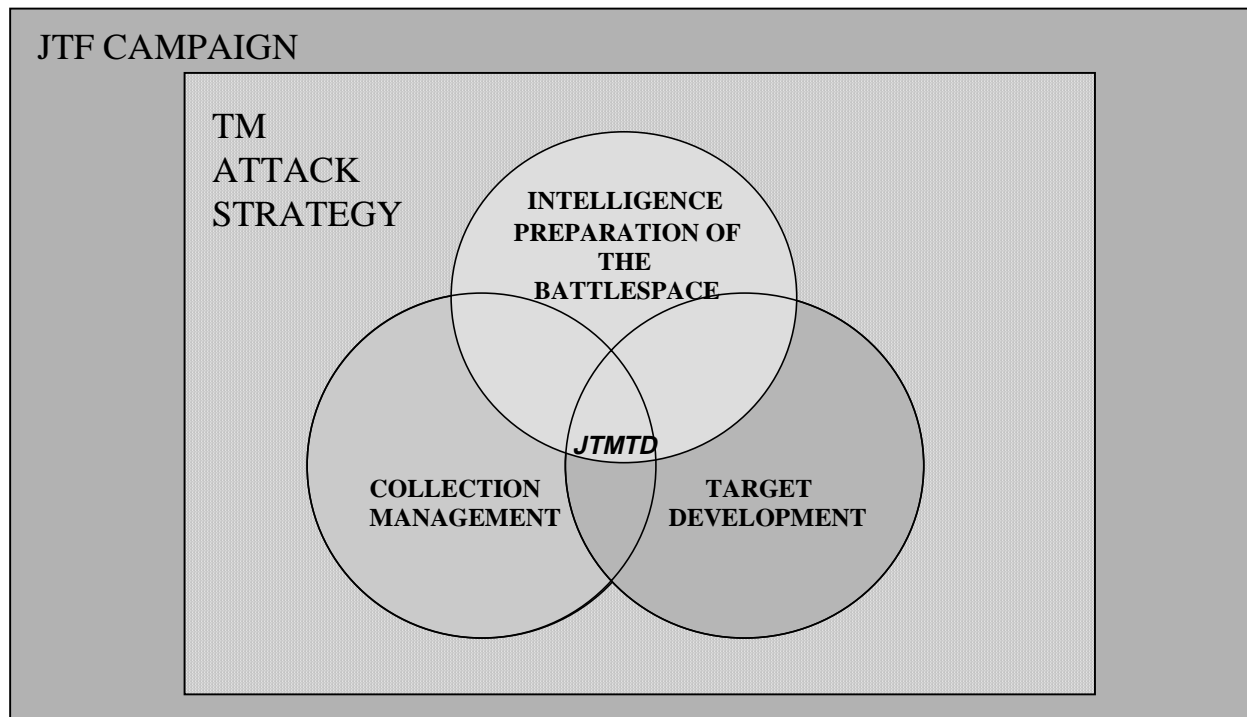 JTF CAMPAIGN
TM
ATTACK
STRATEGY
INTELLIGENCE
PREPARATION OF
THE
BATTLESPACE
JTMTD
COLLECTION
MANAGEMENT
TARGET
DEVELOPMENT